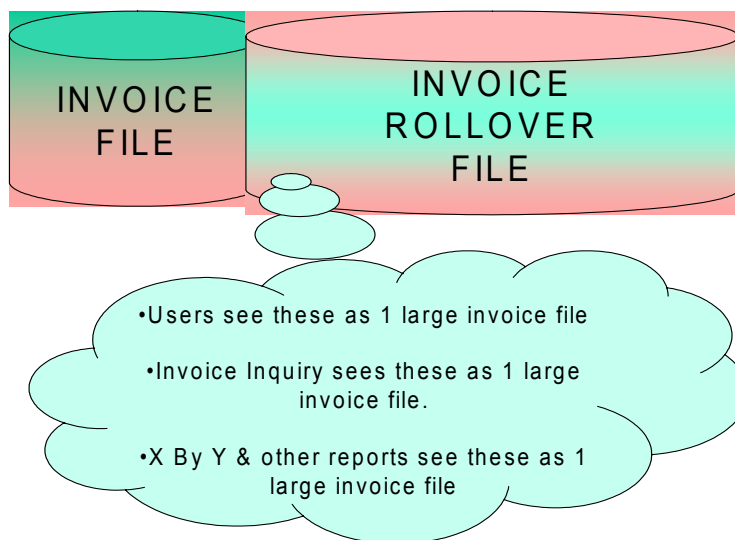 INVOICE
FILE
INVOICE
ROLLOVER
FILE
•Users see these as 1 large invoice file
•Invoice Inquiry sees these as 1 large
invoice file.
•X By Y & other reports see these as 1
large invoice file